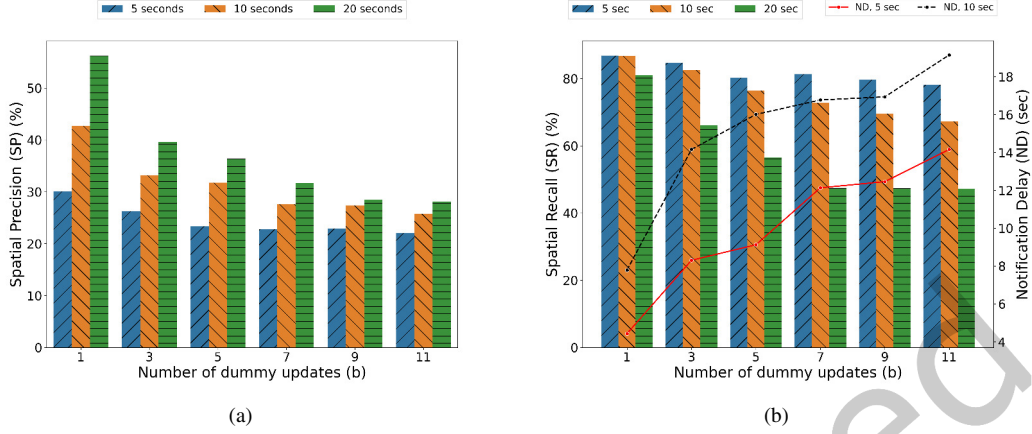 5 seconds 10 seconds 20 seconds
Spatial Precision (SP) (%)
50
40
30
20
10
0
1 3 5 7 9 11
Number of dummy updates (b)
(a)
5 sec 10 sec 20 sec ND, 5 sec ND, 10 sec
Spatial Recall (SR) (%)
80
60
40
20
0
1 3 5 7 9 11
Number of dummy updates (b)
18
16
14
12
10
8
6
4
Notification Delay (ND) (sec)
(b)
ed